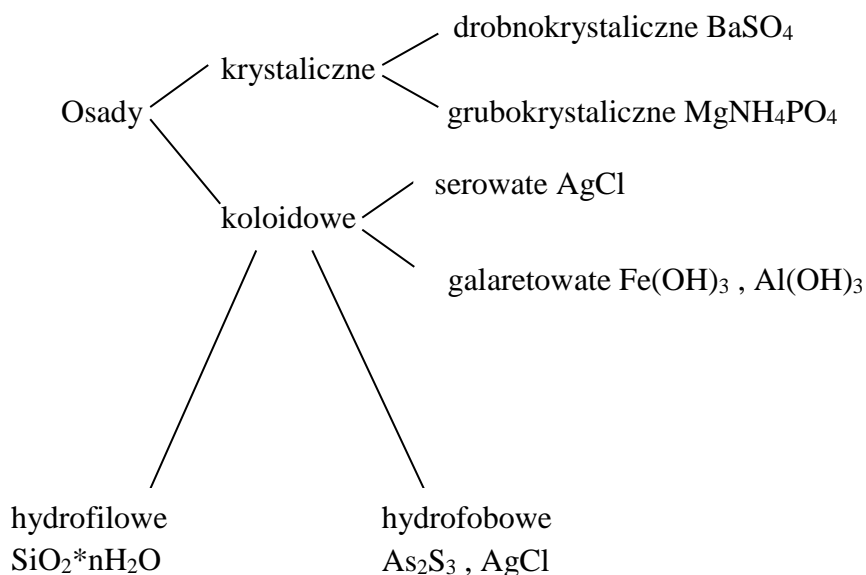 drobnokrystaliczne BaSO₄
krystaliczne
Osady
grubokrystaliczne MgNH₄PO₄
serowate AgCl
koloidowe
galaretowate Fe(OH)₃ , Al(OH)₃
hydrofilowe
SiO₂*nH₂O
hydrofobowe
As₂S₃ , AgCl